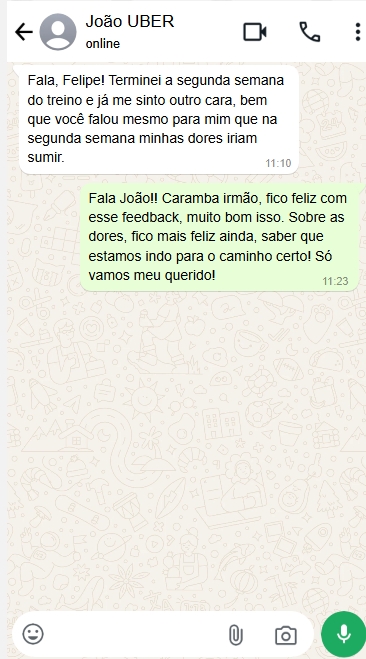 João UBER
online
Fala, Felipe! Terminei a segunda semana
do treino e já me sinto outro cara, bem
que você falou mesmo para mim que na
segunda semana minhas dores iriam
sumir.
11:10
Fala João!! Caramba irmão, fico feliz com
esse feedback, muito bom isso. Sobre as
dores, fico mais feliz ainda, saber que
estamos indo para o caminho certo! Só
vamos meu querido!
11:23